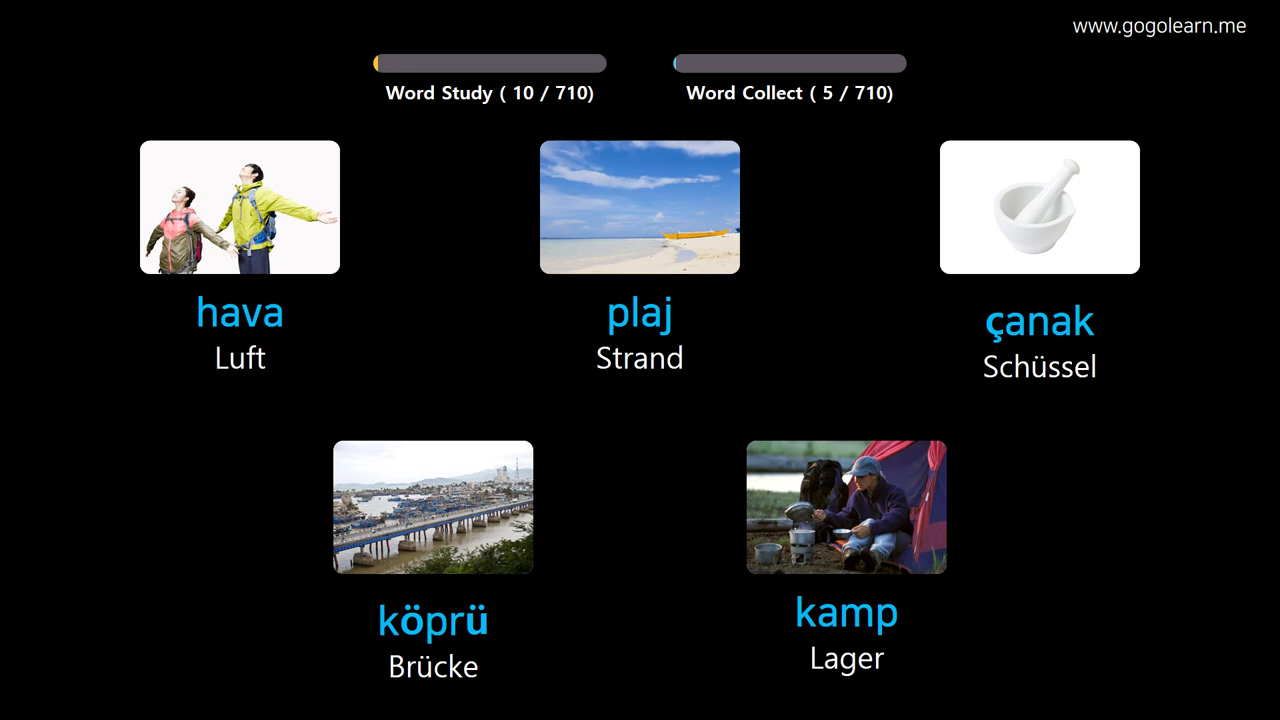 www.gogolearn.me
Word Study ( 10 / 710)
Word Collect ( 5 / 710)
hava
Luft
plaj
Strand
çanak
Schüssel
köprü
Brücke
kamp
Lager